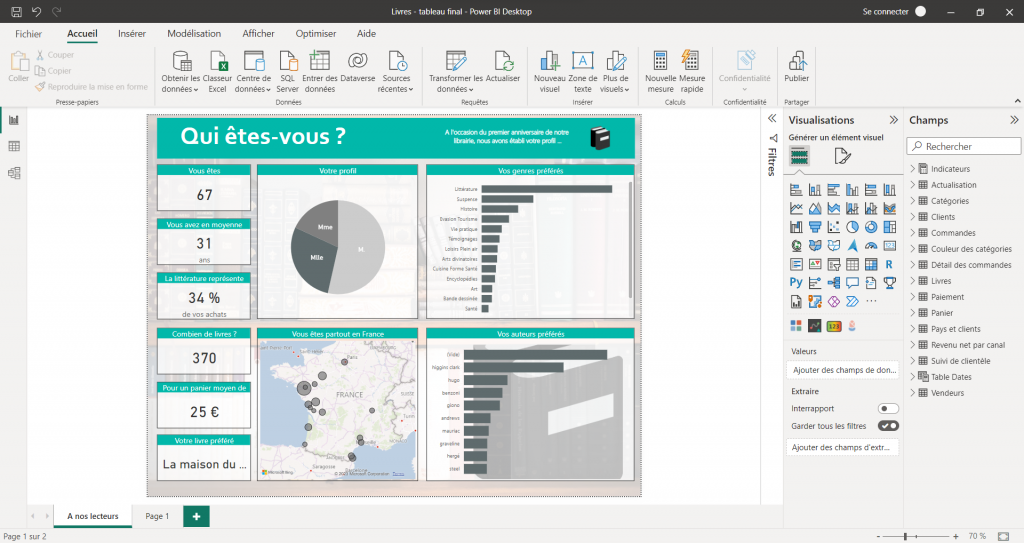 Livres - tableau final - Power BI Desktop
Se connecter
Fichier
Accueil
Insérer
Modélisation
Afficher
Optimiser
Aide
Coller
Couper
Copier
Reproduire la mise en forme
Presse-papiers
Obtenir les données
Classeur Excel
Centre de données
SQL Server
Entrer des données
Dataverse
Sources récentes
Données
Transformer les données
Actualiser
Requêtes
Nouveau visuel
Zone de texte
Plus de visuels
Insérer
Nouvelle mesure
Mesure rapide
Calculs
Confidentialité
Confidentialité
Publier
Partager
Qui êtes-vous ?
A l'occasion du premier anniversaire de notre
librairie, nous avons établi votre profil ...
Vous êtes
67
Vous avez en moyenne
31
ans
La littérature représente
34 %
de vos achats
Combien de livres ?
370
Pour un panier moyen de
25 €
Votre livre préféré
La maison du ...
Votre profil
Mme
Mlle
M.
Vos genres préférés
Littérature
Suspense
Histoire
Evasion Tourisme
Vie pratique
Témoignages
Loisirs Plein air
Arts divinatoires
Cuisine Forme Santé
Encyclopédies
Art
Bande dessinée
Santé
Vous êtes partout en France
Paris
FRANCE
Saragosse
Microsoft Bing
Vos auteurs préférés
(Vide)
higgins clark
hugo
banzoni
giono
andrews
mauriac
graveline
hergé
steel
Filtres
Visualisations
Générer un élément visuel
R
Py
123
Valeurs
Ajouter des champs de don...
Extraire
Interrapport
Garder tous les filtres
Ajouter des champs d'extr...
Champs
Rechercher
Indicateurs
Actualisation
Catégories
Clients
Commandes
Couleur des catégories
Détail des commandes
Livres
Paiement
Panier
Pays et clients
Revenu net par canal
Suivi de clientèle
Table Dates
Vendeurs
A nos lecteurs
Page 1
Page 1 sur 2
70 %